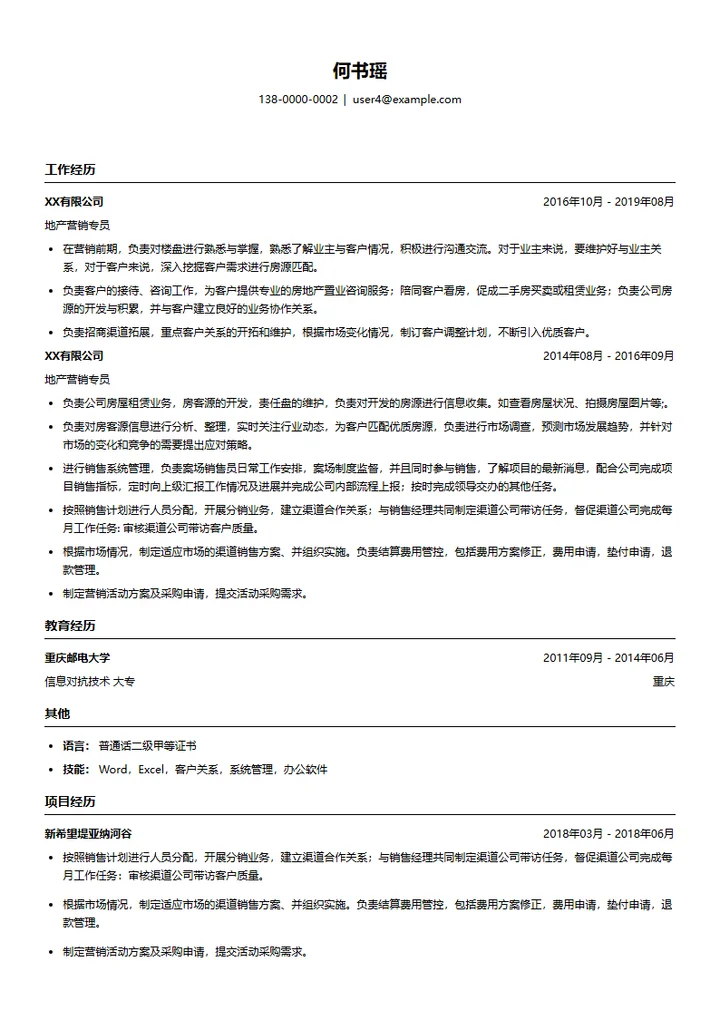 何书瑶
138-0000-0002 | user4@example.com
工作经历
XX有限公司 2016年10月 - 2019年08月
地产营销专员
• 在营销前期，负责对楼盘进行熟悉与掌握，熟悉了解业主与客户情况，积极进行沟通交流。对于业主来说，要维护好与业主关
系，对于客户来说，深入挖掘客户需求进行房源匹配。
• 负责客户的接待、咨询工作，为客户提供专业的房地产置业咨询服务；陪同客户看房，促成二手房买卖或租赁业务；负责公司房
源的开发与积累，并与客户建立良好的业务协作关系。
• 负责招商渠道拓展，重点客户关系的开拓和维护，根据市场变化情况，制订客户调整计划，不断引入优质客户。
XX有限公司 2014年08月 - 2016年09月
地产营销专员
• 负责公司房屋租赁业务，房客源的开发，责任盘的维护，负责对开发的房源进行信息收集。如查看房屋状况、拍摄房屋图片等;。
• 负责对房客源信息进行分析、整理，实时关注行业动态，为客户匹配优质房源，负责进行市场调查，预测市场发展趋势，并针对
市场的变化和竞争的需要提出应对策略。
• 进行销售系统管理，负责案场销售员日常工作安排，案场制度监督，并且同时参与销售，了解项目的最新消息，配合公司完成项
目销售指标，定时向上级汇报工作情况及进展并完成公司内部流程上报；按时完成领导交办的其他任务。
• 按照销售计划进行人员分配，开展分销业务，建立渠道合作关系；与销售经理共同制定渠道公司带访任务，督促渠道公司完成每
月工作任务: 审核渠道公司带访客户质量。
• 根据市场情况，制定适应市场的渠道销售方案、并组织实施。负责结算费用管控，包括费用方案修正，费用申请，垫付申请，退
款管理。
• 制定营销活动方案及采购申请，提交活动采购需求。
教育经历
重庆邮电大学 2011年09月 - 2014年06月
信息对抗技术 大专 重庆
其他
• 语言： 普通话二级甲等证书
• 技能： Word，Excel，客户关系，系统管理，办公软件
项目经历
新希望堤亚纳河谷 2018年03月 - 2018年06月
• 按照销售计划进行人员分配，开展分销业务，建立渠道合作关系；与销售经理共同制定渠道公司带访任务，督促渠道公司完成每
月工作任务：审核渠道公司带访客户质量。
• 根据市场情况，制定适应市场的渠道销售方案、并组织实施。负责结算费用管控，包括费用方案修正，费用申请，垫付申请，退
款管理。
• 制定营销活动方案及采购申请，提交活动采购需求。